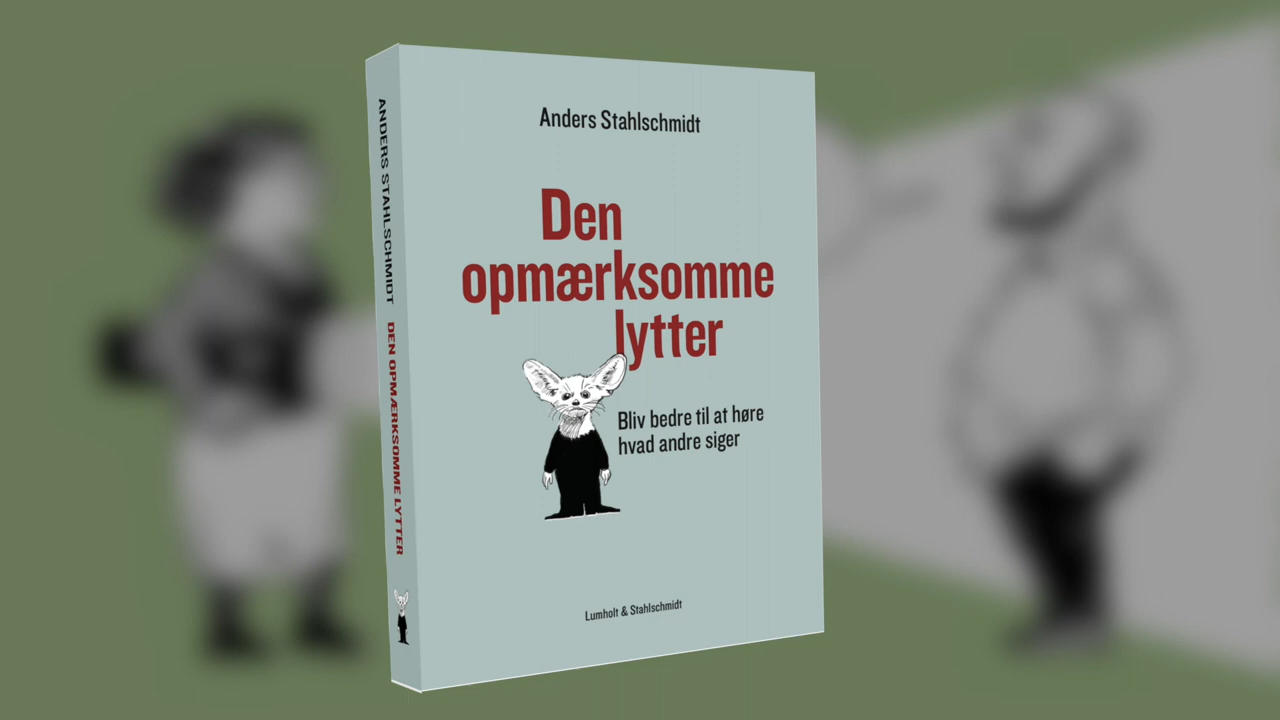 Anders Stahlschmidt
Den
opmærksomme
lytter
Bliv bedre til at høre
hvad andre siger
Lumholt & Stahlschmidt
ANDERS STAHLSCHMIDT DEN OPMÆRKSOMME LYTTER